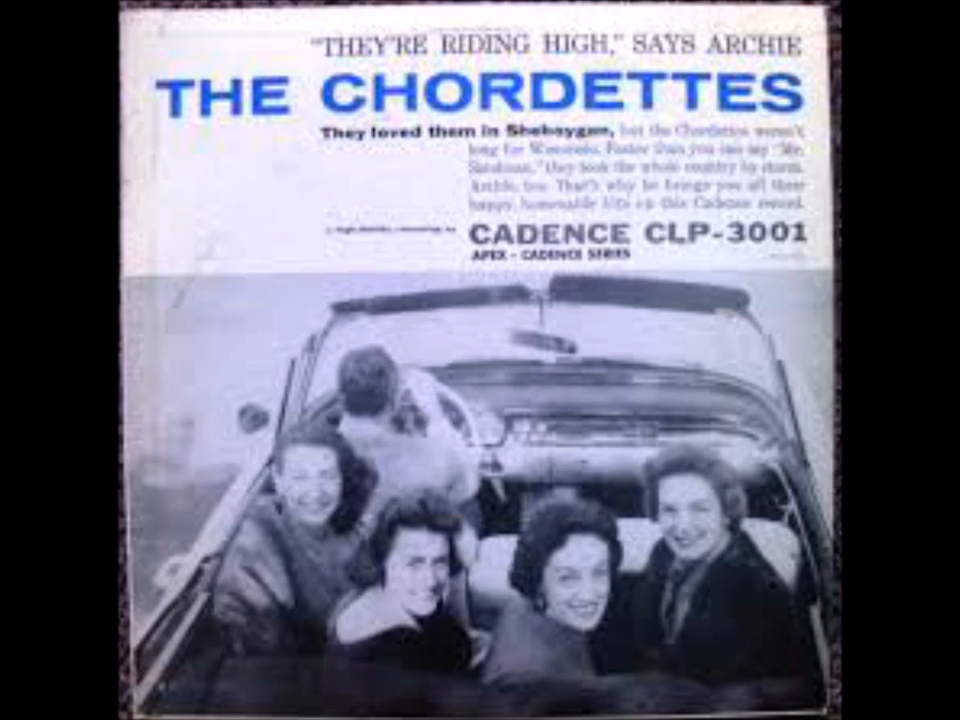 "THEY'RE RIDING HIGH," SAYS ARCHIE
THE CHORDETTES
They loved them in Sheboygan, but the Chordettes weren't
long for Wisconsin. Faster than you can say "Mr.
Sandman," they took the whole country by storm.
Archie, too. That's why he brings you all their
happy, hummable hits on this Cadence record.
CADENCE CLP-3001
APEX - CADENCE SERIES